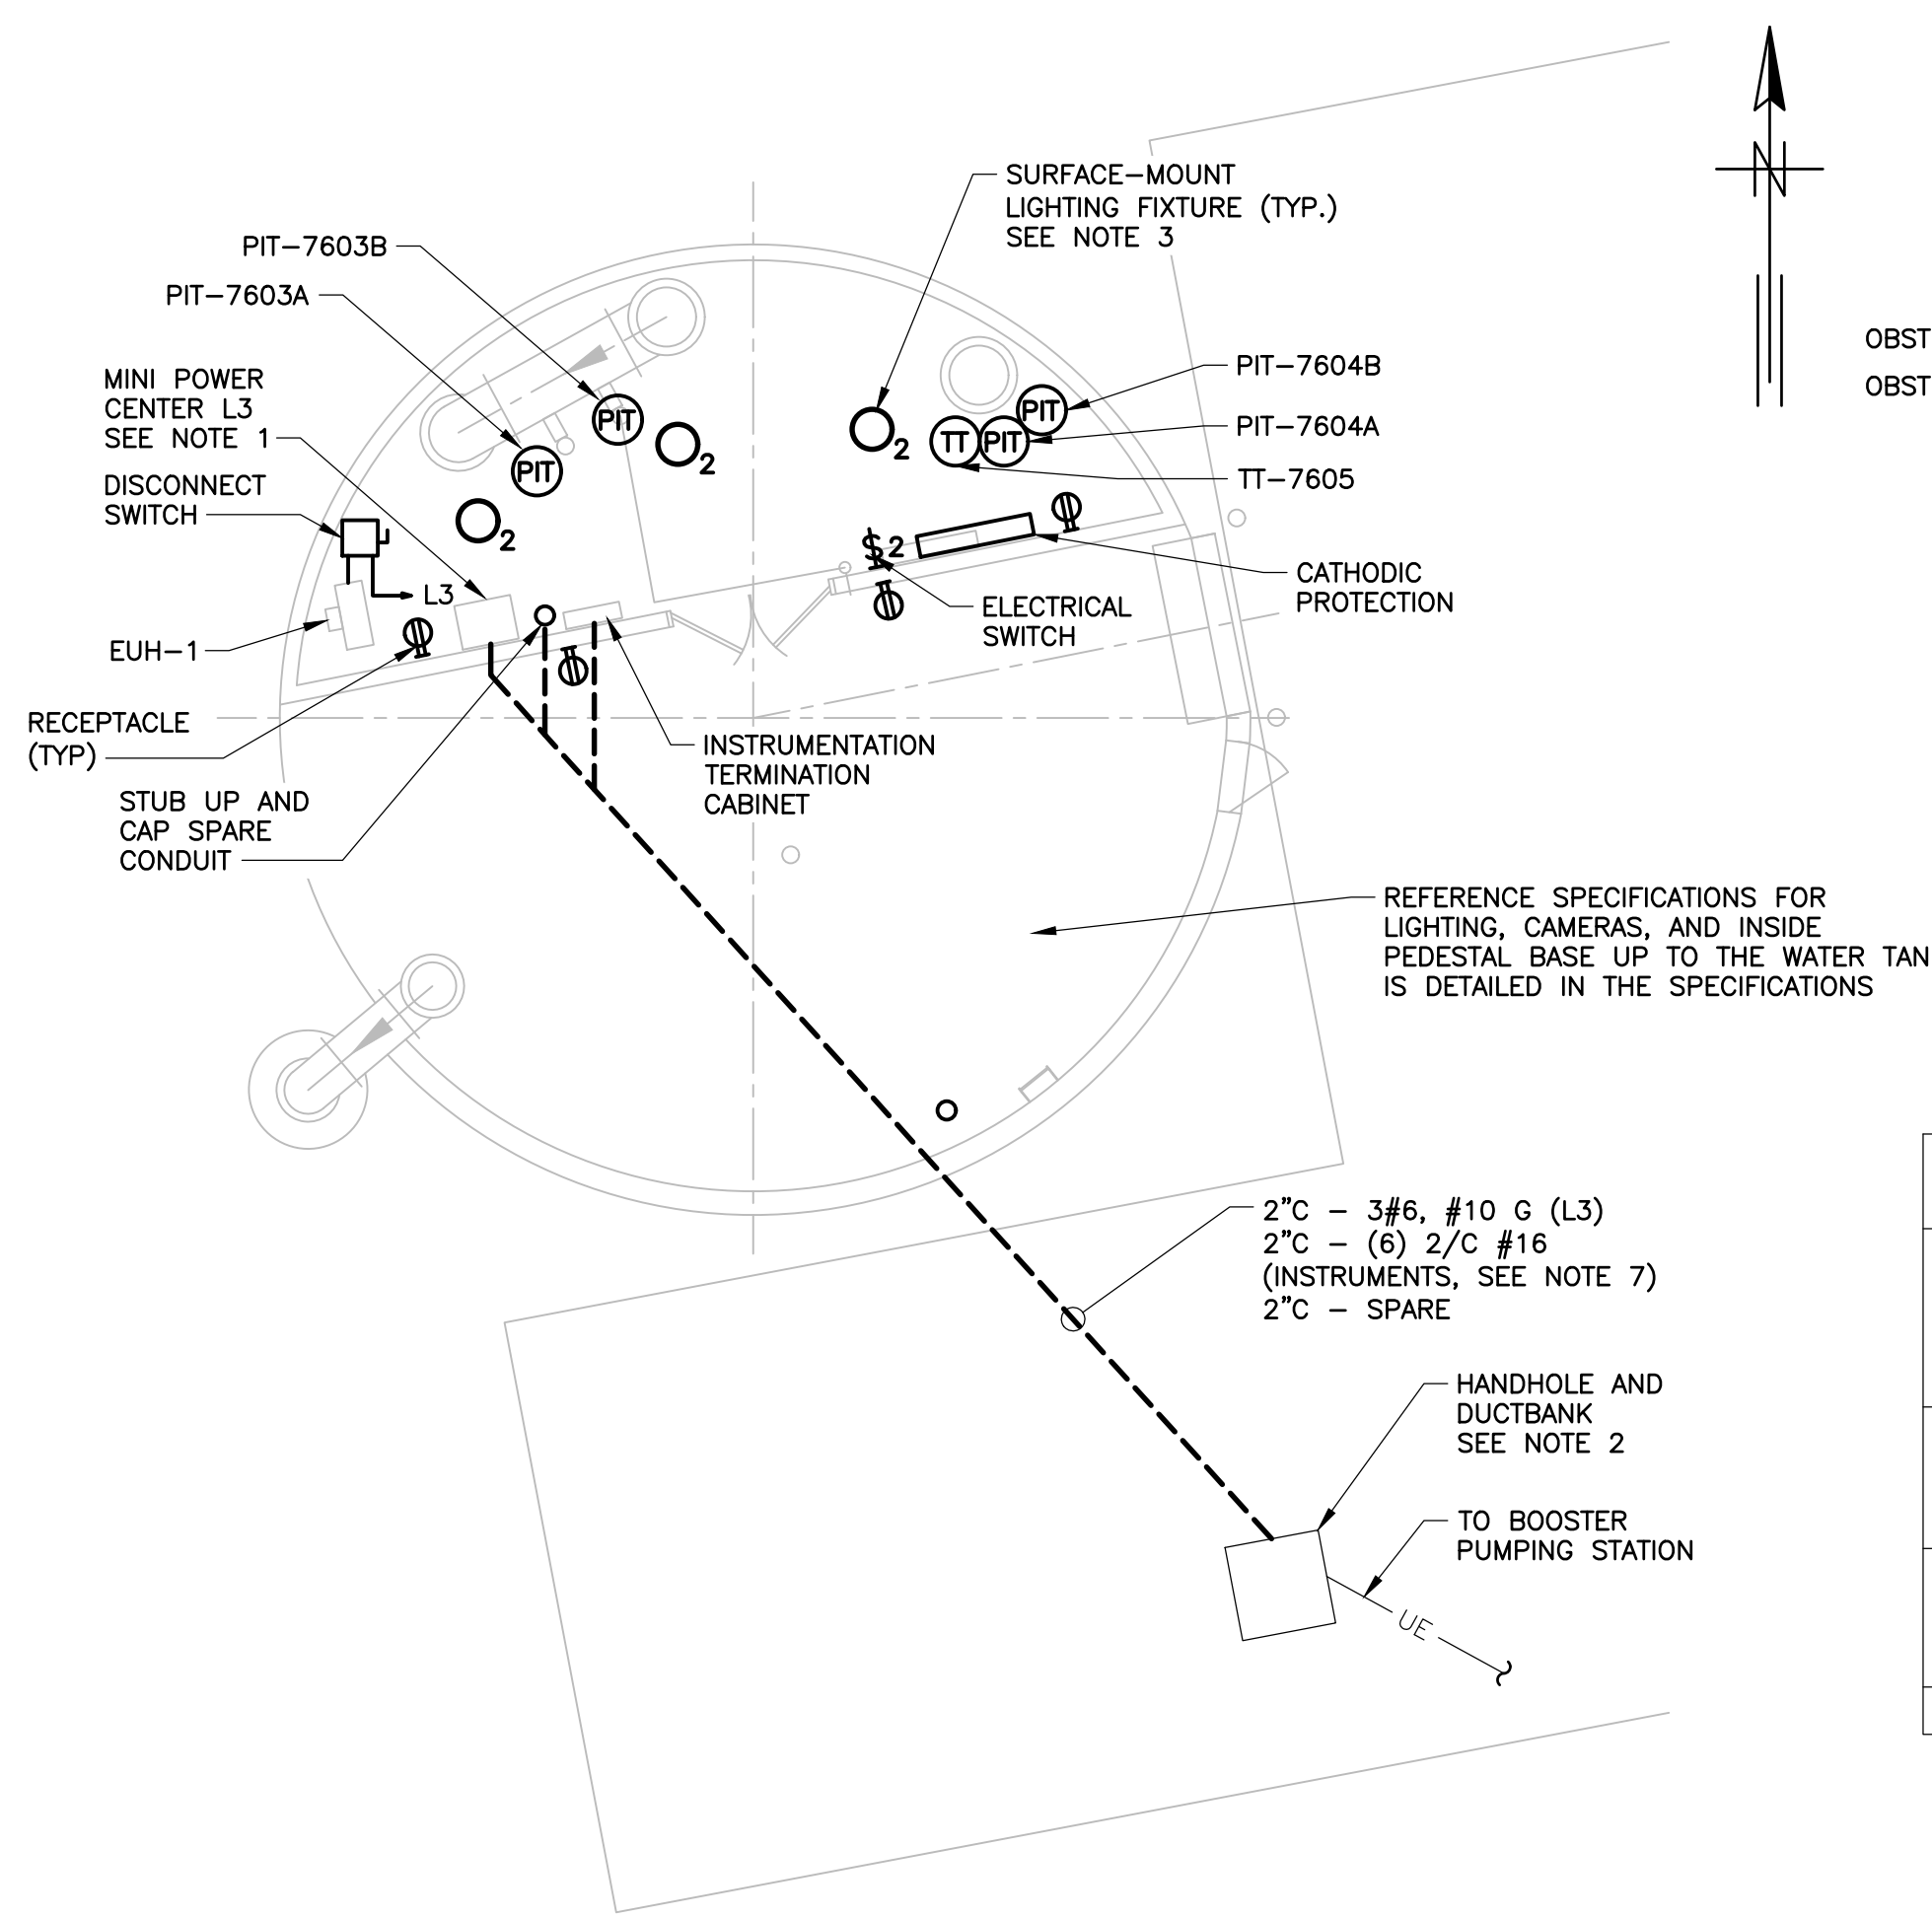 N
SURFACE-MOUNT
LIGHTING FIXTURE (TYP.)
SEE NOTE 3
PIT-7603B
PIT-7603A
MINI POWER
CENTER L3
SEE NOTE 1
DISCONNECT
SWITCH
OBST
OBST
PIT-7604B
PIT-7604A
TT-7605
PIT
PIT
2
2
2
TT
PIT
PIT
$2
L3
EUH-1
CATHODIC
PROTECTION
ELECTRICAL
SWITCH
RECEPTACLE
(TYP)
INSTRUMENTATION
TERMINATION
CABINET
STUB UP AND
CAP SPARE
CONDUIT
REFERENCE SPECIFICATIONS FOR
LIGHTING, CAMERAS, AND INSIDE
PEDESTAL BASE UP TO THE WATER TAN
IS DETAILED IN THE SPECIFICATIONS
2"C - 3#6, #10 G (L3)
2"C - (6) 2/C #16
(INSTRUMENTS, SEE NOTE 7)
2"C - SPARE
HANDHOLE AND
DUCTBANK
SEE NOTE 2
TO BOOSTER
PUMPING STATION
UE